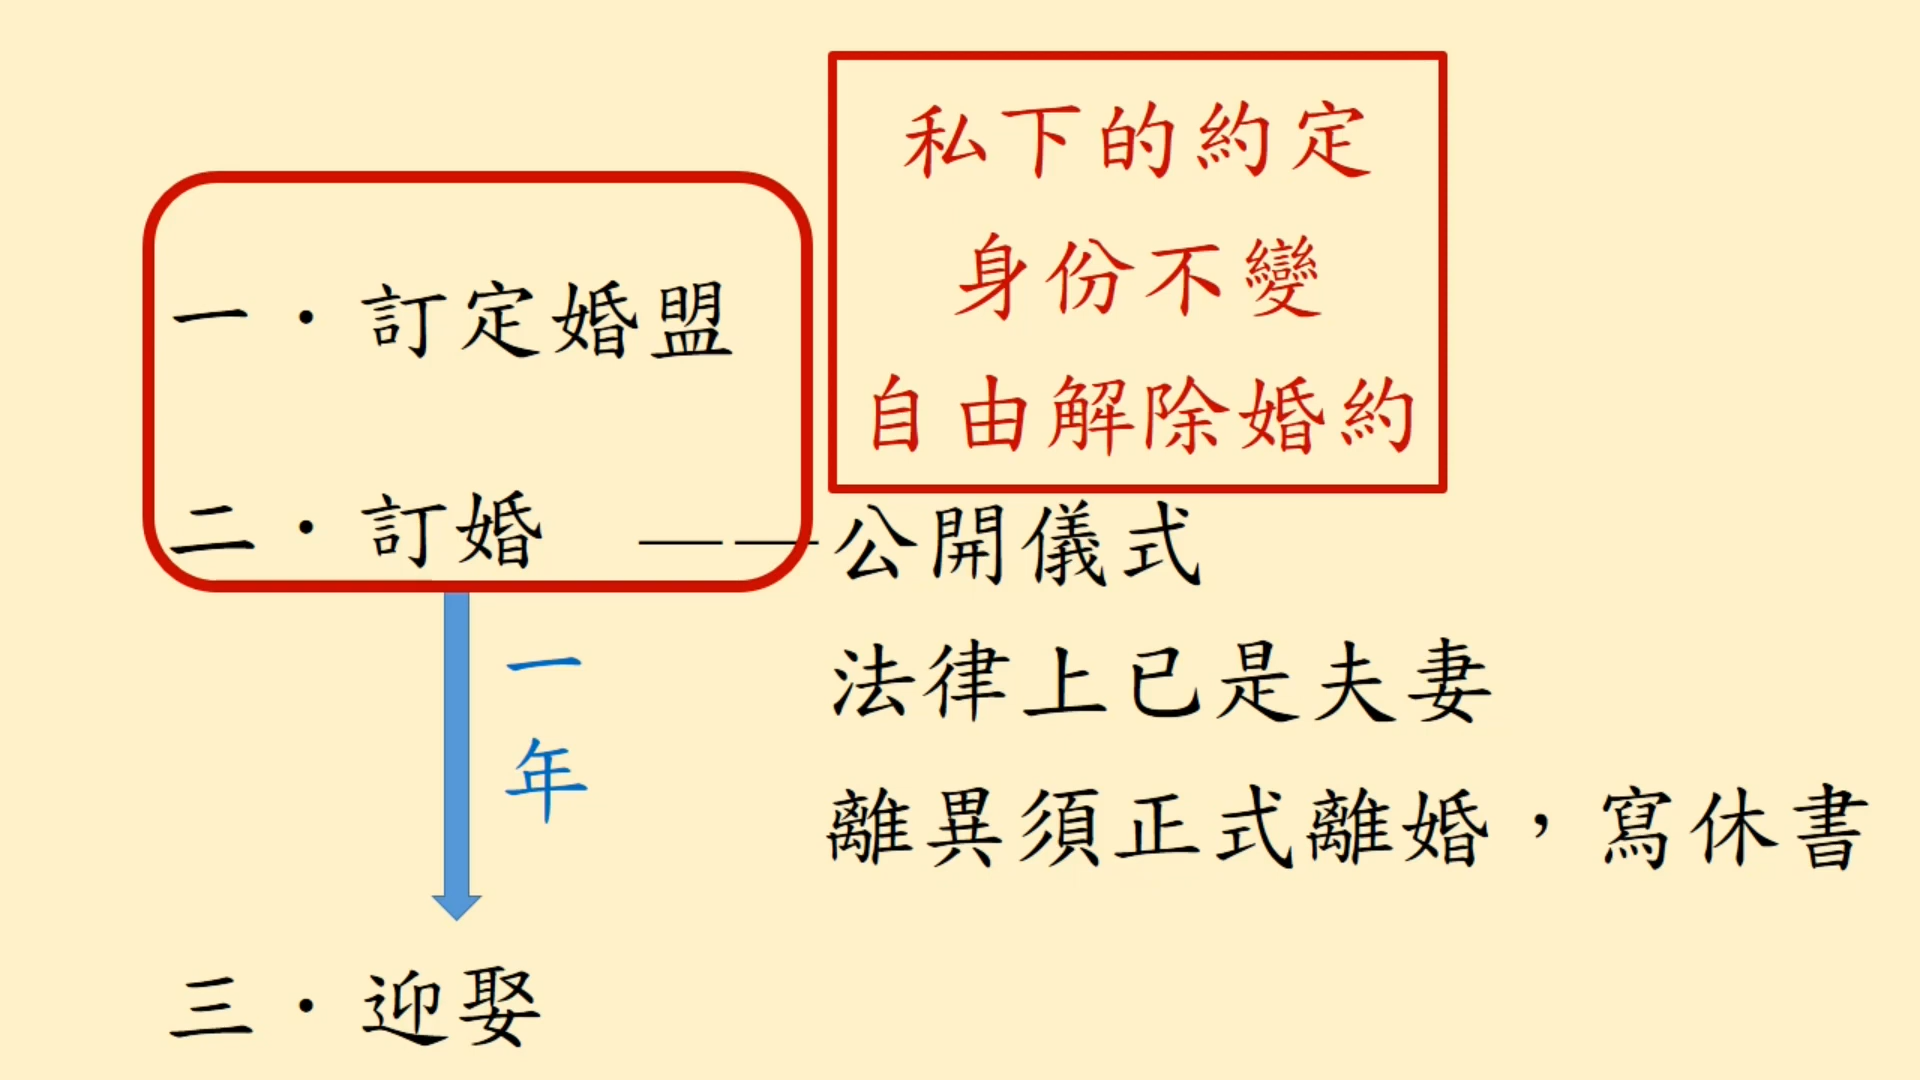 私下的約定
身份不變
自由解除婚約
一．訂定婚盟
二．訂婚 ——公開儀式
法律上已是夫妻
離異須正式離婚，寫休書
一
年
三．迎娶